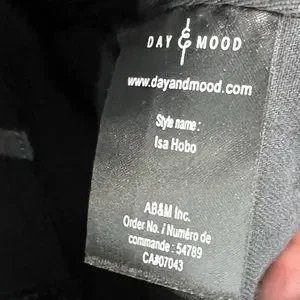 DAY & MOOD
www.dayandmood.com
Style name :
Isa Hobo
AB&M Inc.
Order No. / Numéro de
commande : 54789
CA#07043